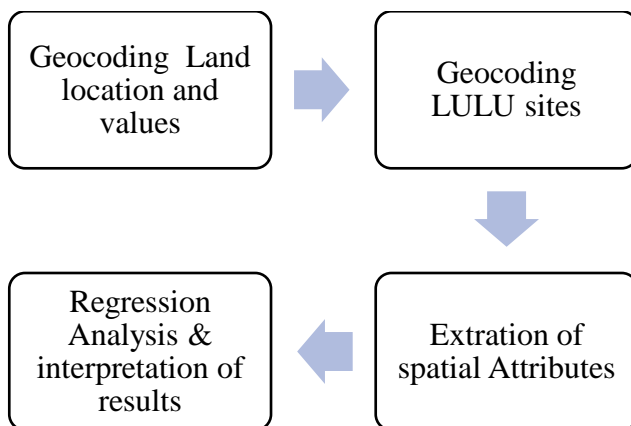 Geocoding Land
location and
values
Geocoding
LULU sites
Extration of
spatial Attributes
Regression
Analysis &
interpretation of
results